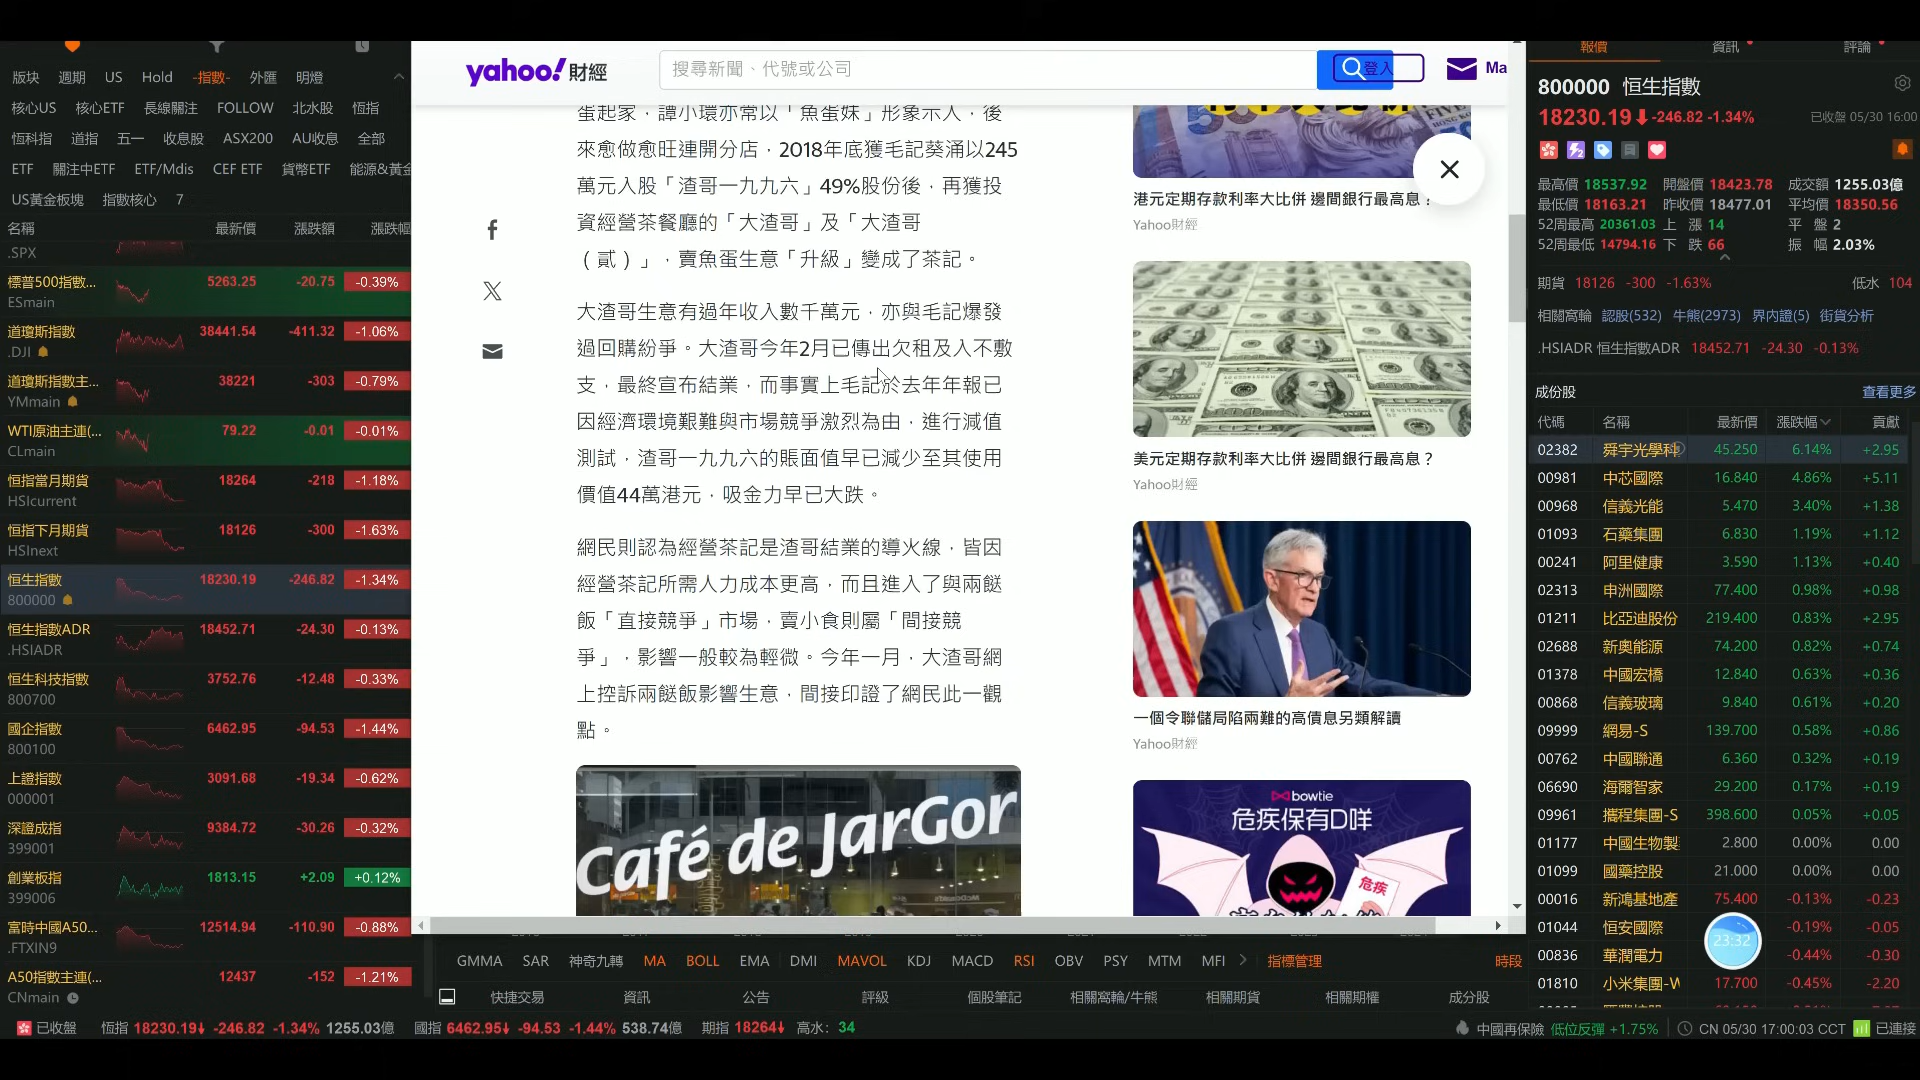 版块 週期 US Hold -指數- 外匯 明燈
核心US 核心ETF 長線關注 FOLLOW 北水股 恆指
恆科指 道指 五一 收息股 ASX200 AU收息 全部
ETF 關注中ETF ETF/Mdis CEF ETF 貨幣ETF 能源&黃金
US黃金板塊 指數核心 7
名稱 最新價 漲跌額 漲跌幅
.SPX
標普500指數... 5263.25 -20.75 -0.39%
ESmain
道瓊斯指數 38441.54 -411.32 -1.06%
.DJI
道瓊斯指數主... 38221 -303 -0.79%
YMmain
WTI原油主連(... 79.22 -0.01 -0.01%
CLmain
恒指當月期貨 18264 -218 -1.18%
HSIcurrent
恒指下月期貨 18126 -300 -1.63%
HSInext
恒生指數 18230.19 -246.82 -1.34%
800000
恒生指數ADR 18452.71 -24.30 -0.13%
.HSIADR
恒生科技指數 3752.76 -12.48 -0.33%
800700
國企指數 6462.95 -94.53 -1.44%
800100
上證指數 3091.68 -19.34 -0.62%
000001
深證成指 9384.72 -30.26 -0.32%
399001
創業板指 1813.15 +2.09 +0.12%
399006
富時中國A50... 12514.94 -110.90 -0.88%
.FTXIN9
A50指數主連(... 12437 -152 -1.21%
CNmain
yahoo!財經 搜尋新聞、代號或公司 登入 Ma
蛋起家，譚小環亦常以「魚蛋妹」形象示人，後
來愈做愈旺連開分店，2018年底獲毛記葵涌以245
萬元入股「渣哥一九九六」49%股份後，再獲投
資經營茶餐廳的「大渣哥」及「大渣哥
（貳）」，賣魚蛋生意「升級」變成了茶記。
大渣哥生意有過年收入數千萬元，亦與毛記爆發
過回購紛爭。大渣哥今年2月已傳出欠租及入不敷
支，最終宣布結業，而事實上毛記於去年年報已
因經濟環境艱難與市場競爭激烈為由，進行減值
測試，渣哥一九九六的賬面值早已減少至其使用
價值44萬港元，吸金力早已大跌。
網民則認為經營茶記是渣哥結業的導火線，皆因
經營茶記所需人力成本更高，而且進入了與兩餸
飯「直接競爭」市場，賣小食則屬「間接競
爭」，影響一般較為輕微。今年一月，大渣哥網
上控訴兩餸飯影響生意，間接印證了網民此一觀
點。
Café de JarGor
港元定期存款利率大比併 邊間銀行最高息？
Yahoo財經
美元定期存款利率大比併 邊間銀行最高息？
Yahoo財經
一個令聯儲局陷兩難的高債息另類解讀
Yahoo財經
bowtie
危疾保有D咩
危疾
GMMA SAR 神奇九轉 MA BOLL EMA DMI MAVOL KDJ MACD RSI OBV PSY MTM MFI 指標管理 時段
快捷交易 資訊 公告 評級 個股筆記 相關窩輪/牛熊 相關期貨 相關期權 成分股
報價 資訊 評論
800000 恒生指數
18230.19 -246.82 -1.34% 已收盤 05/30 16:00
最高價 18537.92 開盤價 18423.78 成交額 1255.03億
最低價 18163.21 昨收價 18477.01 平均價 18350.56
52周最高 20361.03 上 漲 14 平 盤 2
52周最低 14794.16 下 跌 66 振 幅 2.03%
期貨 18126 -300 -1.63% 低水 104
相關窩輪 認股(532) 牛熊(2973) 界內證(5) 街貨分析
.HSIADR 恒生指數ADR 18452.71 -24.30 -0.13%
成份股 查看更多
代碼 名稱 最新價 漲跌幅 貢獻
02382 舜宇光學科 45.250 6.14% +2.95
00981 中芯國際 16.840 4.86% +5.11
00968 信義光能 5.470 3.40% +1.38
01093 石藥集團 6.830 1.19% +1.12
00241 阿里健康 3.590 1.13% +0.40
02313 申洲國際 77.400 0.98% +0.98
01211 比亞迪股份 219.400 0.83% +2.95
02688 新奧能源 74.200 0.82% +0.74
01378 中國宏橋 12.840 0.63% +0.36
00868 信義玻璃 9.840 0.61% +0.20
09999 網易-S 139.700 0.58% +0.86
00762 中國聯通 6.360 0.32% +0.19
06690 海爾智家 29.200 0.17% +0.19
09961 攜程集團-S 398.600 0.05% +0.05
01177 中國生物製 2.800 0.00% 0.00
01099 國藥控股 21.000 0.00% 0.00
00016 新鴻基地產 75.400 -0.13% -0.23
01044 恒安國際 -0.19% -0.05
00836 華潤電力 -0.44% -0.30
01810 小米集團-W 17.700 -0.45% -2.20
23:32
已收盤 恆指 18230.19↓ -246.82 -1.34% 1255.03億 國指 6462.95↓ -94.53 -1.44% 538.74億 期指 18264↓ 高水: 34
中國再保險 低位反彈 +1.75% CN 05/30 17:00:03 CCT 已連接